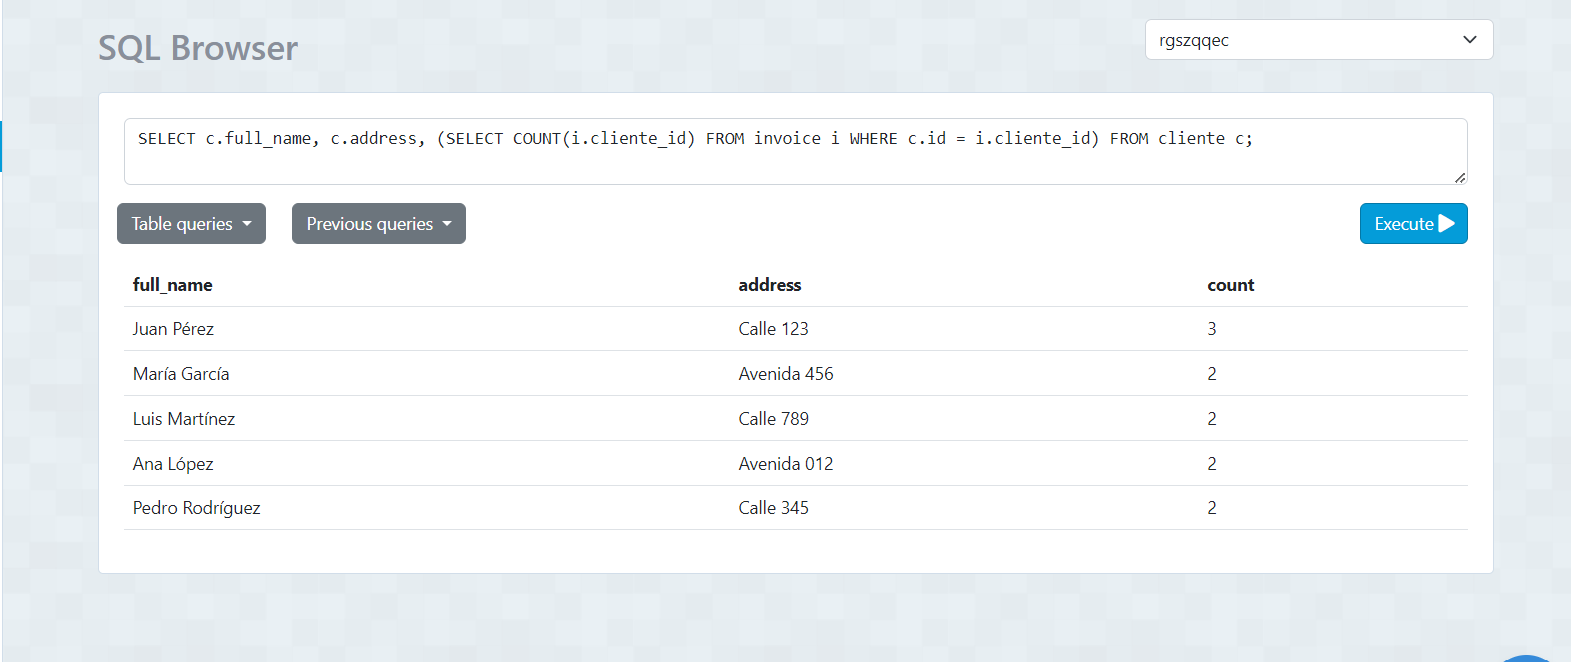 SQL Browser
rgszqqec
SELECT c.full_name, c.address, (SELECT COUNT(i.cliente_id) FROM invoice i WHERE c.id = i.cliente_id) FROM cliente c;
Table queries
Previous queries
Execute
full_name address count
Juan Pérez Calle 123 3
María García Avenida 456 2
Luis Martínez Calle 789 2
Ana López Avenida 012 2
Pedro Rodríguez Calle 345 2